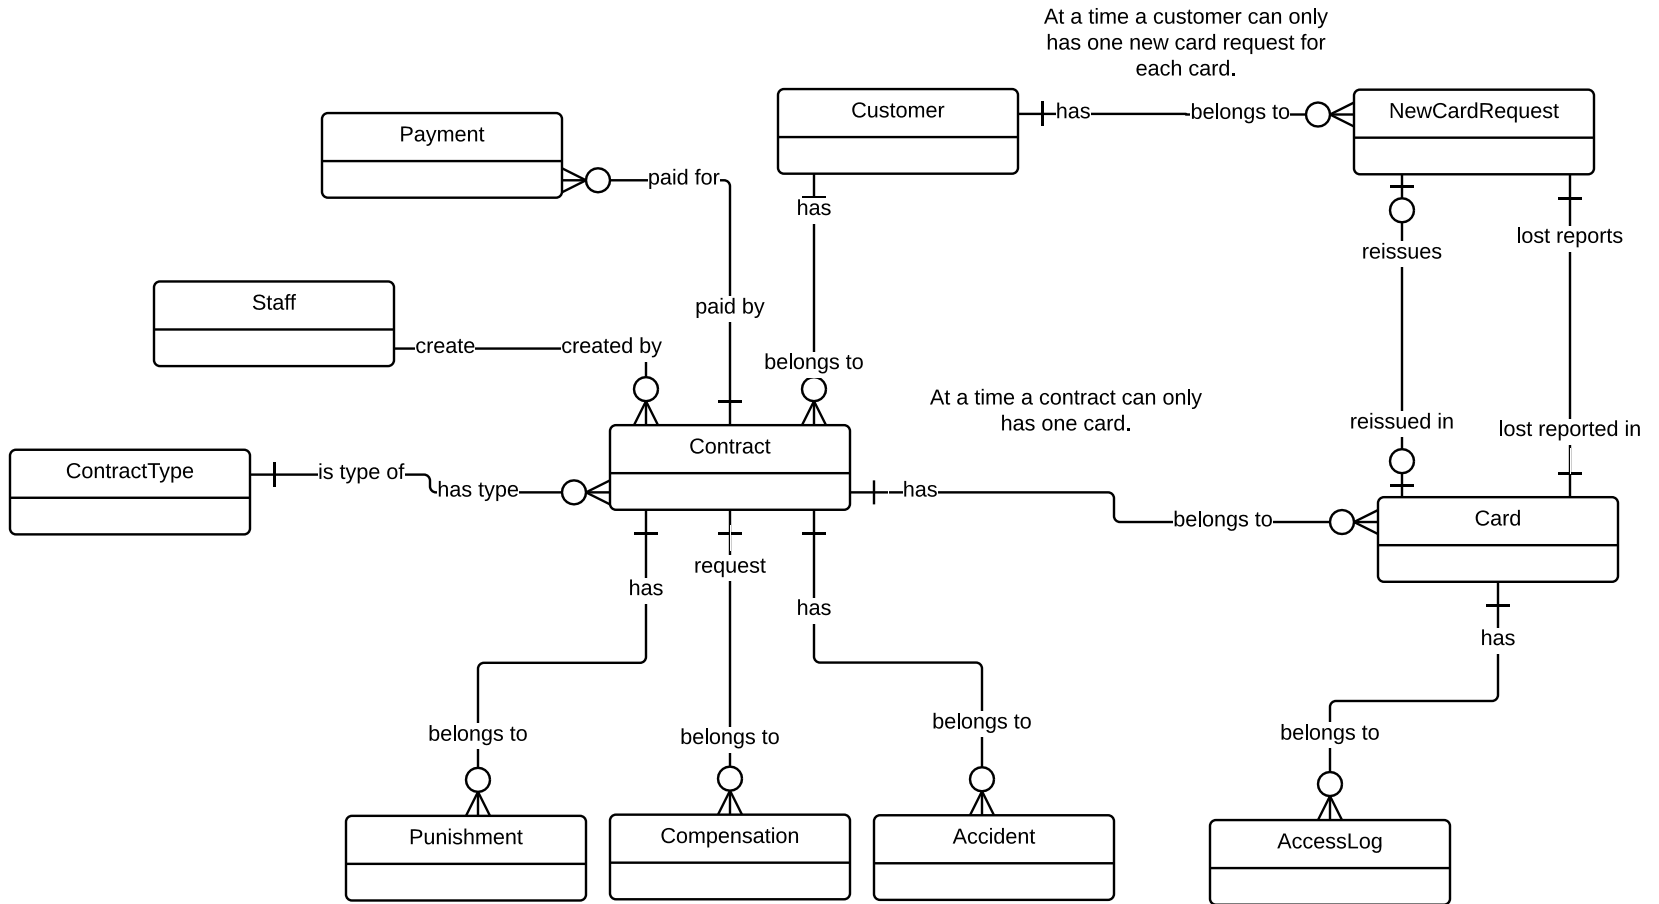 At a time a customer can only
has one new card request for
each card.
Customer
has
belongs to
NewCardRequest
Payment
paid for
has
reissues
lost reports
Staff
paid by
create
created by
belongs to
At a time a contract can only
has one card.
reissued in
lost reported in
Contract
ContractType
is type of
has type
has
belongs to
Card
request
has
has
has
belongs to
belongs to
belongs to
belongs to
Punishment
Compensation
Accident
AccessLog